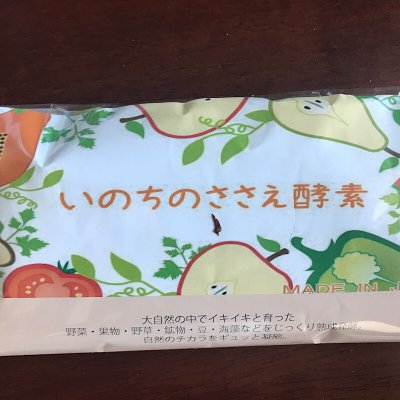 いのちのささえ酵素
MADE IN
大自然の中でイキイキと育った
野菜・果物・野草・鉱物・豆・海藻などをじっくり熟成
自然のチカラをギュッと凝縮。